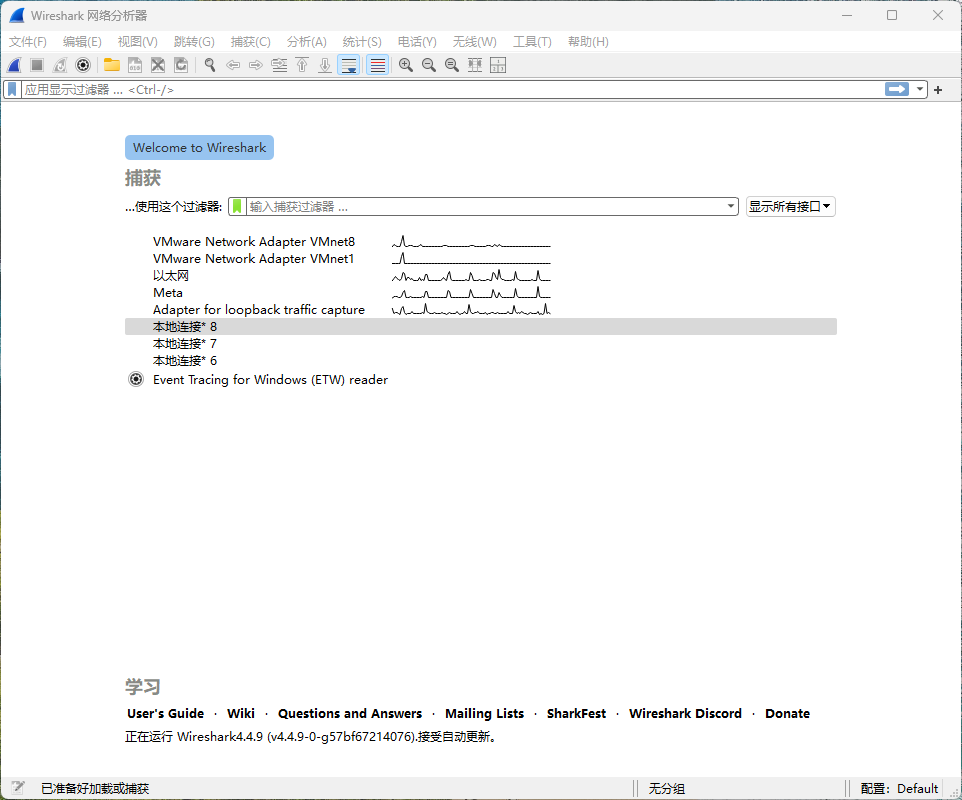 Wireshark 网络分析器
文件(F) 编辑(E) 视图(V) 跳转(G) 捕获(C) 分析(A) 统计(S) 电话(Y) 无线(W) 工具(T) 帮助(H)
应用显示过滤器 … <Ctrl-/>
Welcome to Wireshark
捕获
…使用这个过滤器: 输入捕获过滤器 … 显示所有接口
VMware Network Adapter VMnet8
VMware Network Adapter VMnet1
以太网
Meta
Adapter for loopback traffic capture
本地连接* 8
本地连接* 7
本地连接* 6
Event Tracing for Windows (ETW) reader
学习
User's Guide · Wiki · Questions and Answers · Mailing Lists · SharkFest · Wireshark Discord · Donate
正在运行 Wireshark4.4.9 (v4.4.9-0-g57bf67214076).接受自动更新。
已准备好加载或捕获 无分组 配置: Default